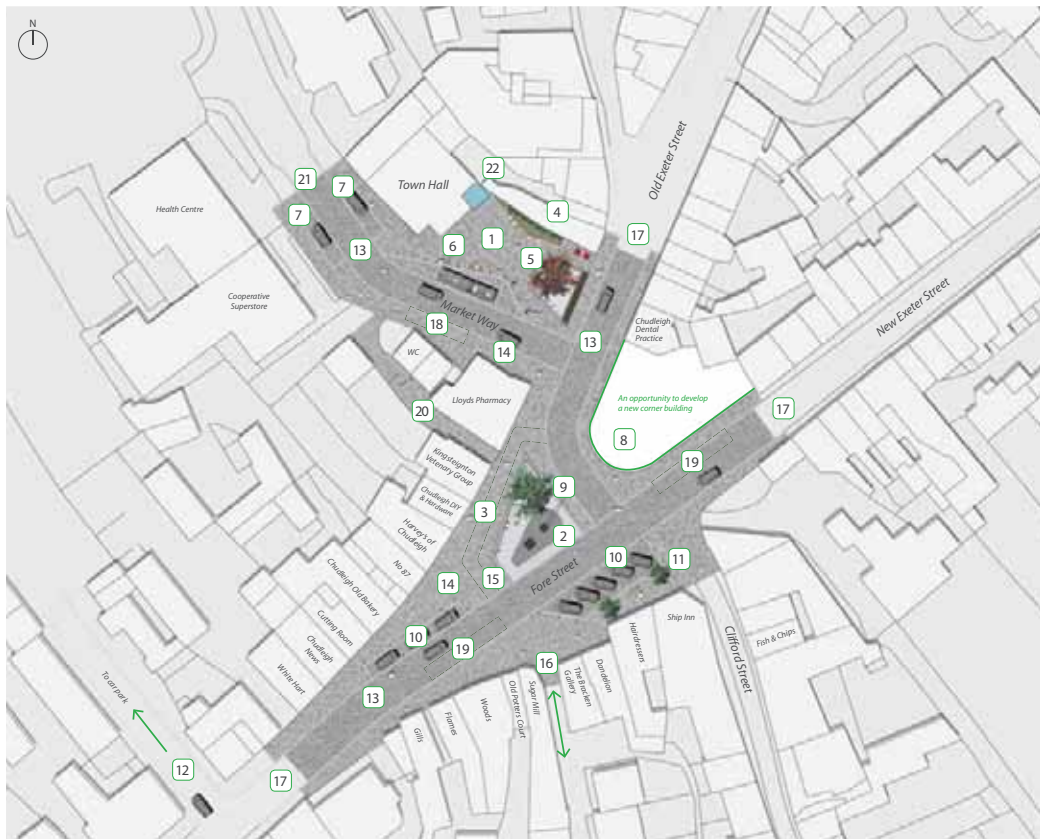 N
Old Exeter Street
22
Town Hall
21
7
4
Health Centre
7
1
17
6
13
5
New Exeter Street
Cooperative
Superstore
Market Way
18
Chudleigh
Dental
Practice
13
14
WC
An opportunity to develop
a new corner building
Lloyds Pharmacy
20
17
8
Kingsteignton
Vetenary Group
19
9
Chudleigh DIY
& Hardware
3
Harvey's of
Chudleigh
2
No 87
10
11
15
Fore Street
14
Chudleigh Old Bakery
Cutting Room
Chudleigh
News
White Hart
10
19
Hairdressers
Ship Inn
Clifford Street
Fish & Chips
16
Dandelion
The Bracken
Gallery
Sugar Mill
Old Potters Court
Woods
Flames
Gills
13
To car park
12
17